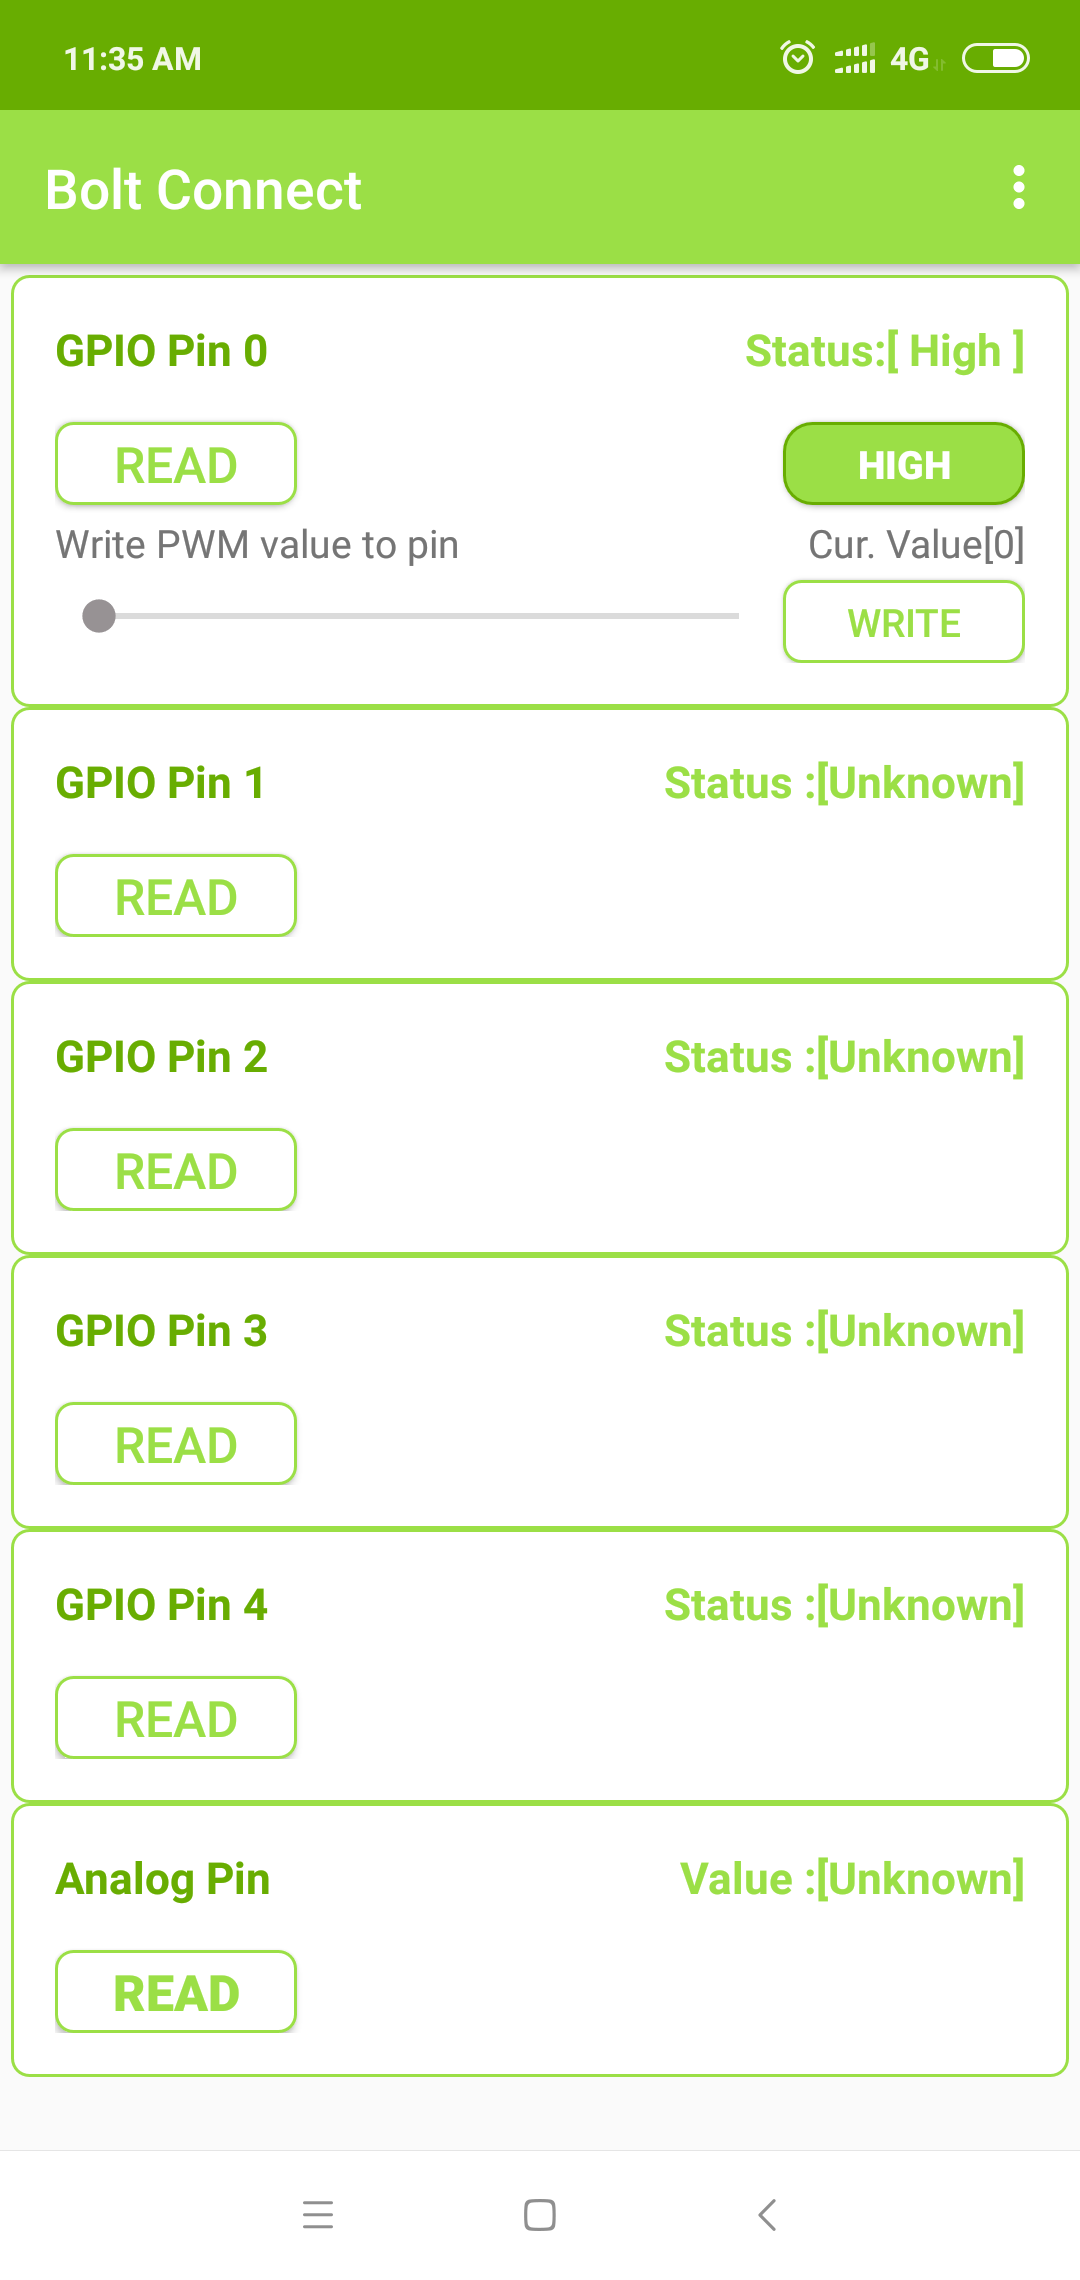 11:35 AM 4G
Bolt Connect
GPIO Pin 0 Status:[ High ]
READ HIGH
Write PWM value to pin Cur. Value[0]
WRITE
GPIO Pin 1 Status :[Unknown]
READ
GPIO Pin 2 Status :[Unknown]
READ
GPIO Pin 3 Status :[Unknown]
READ
GPIO Pin 4 Status :[Unknown]
READ
Analog Pin Value :[Unknown]
READ